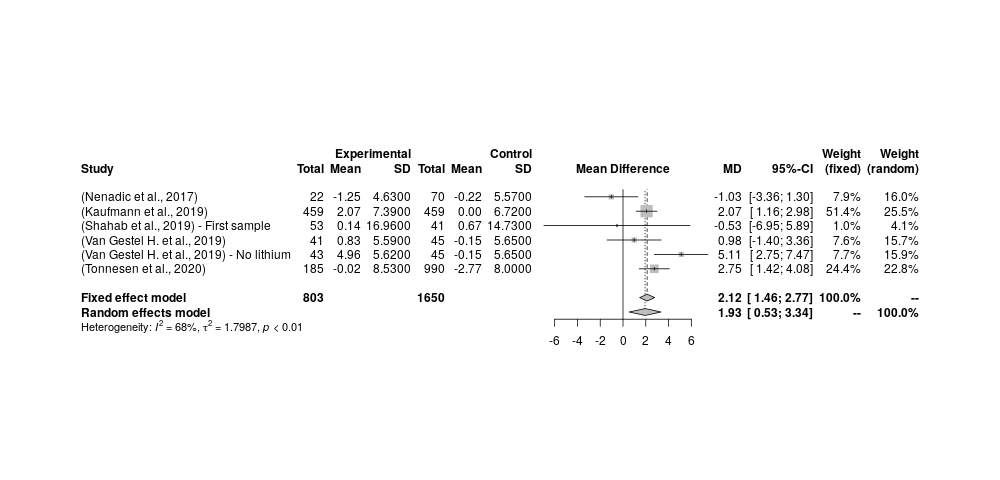 Experimental Control Weight Weight
Study Total Mean SD Total Mean SD Mean Difference MD 95%-CI (fixed) (random)
(Nenadic et al., 2017) 22 -1.25 4.6300 70 -0.22 5.5700 -1.03 [-3.36; 1.30] 7.9% 16.0%
(Kaufmann et al., 2019) 459 2.07 7.3900 459 0.00 6.7200 2.07 [ 1.16; 2.98] 51.4% 25.5%
(Shahab et al., 2019) - First sample 53 0.14 16.9600 41 0.67 14.7300 -0.53 [-6.95; 5.89] 1.0% 4.1%
(Van Gestel H. et al., 2019) 41 0.83 5.5900 45 -0.15 5.6500 0.98 [-1.40; 3.36] 7.6% 15.7%
(Van Gestel H. et al., 2019) - No lithium 43 4.96 5.6200 45 -0.15 5.6500 5.11 [ 2.75; 7.47] 7.7% 15.9%
(Tonnesen et al., 2020) 185 -0.02 8.5300 990 -2.77 8.0000 2.75 [ 1.42; 4.08] 24.4% 22.8%
Fixed effect model 803 1650 2.12 [ 1.46; 2.77] 100.0% --
Random effects model 1.93 [ 0.53; 3.34] -- 100.0%
Heterogeneity: I² = 68%, τ² = 1.7987, p < 0.01
-6 -4 -2 0 2 4 6